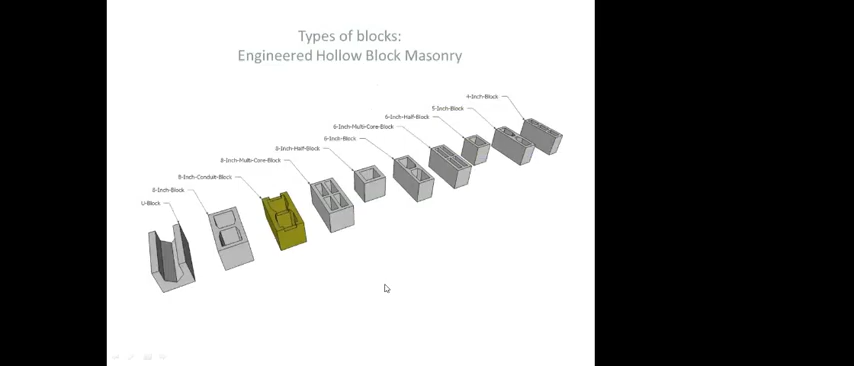 Types of blocks:
Engineered Hollow Block Masonry
4-Inch-Block
5-Inch-Block
6-Inch-Half-Block
6-Inch-Multi-Core-Block
6-Inch-Block
8-Inch-Half-Block
8-Inch-Multi-Core-Block
8-Inch-Conduit-Block
8-Inch-Block
U-Block